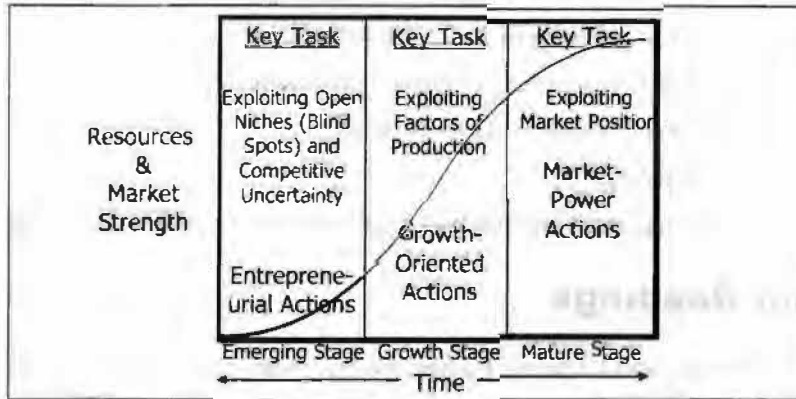 Key Task
Exploiting Open
Niches (Blind
Spots) and
Competitive
Uncertainty
Entreprene-
urial Actions
Key Task
Exploiting
Factors of
Production
Growth-
Oriented
Actions
Key Task
Exploiting
Market Position
Market-
Power
Actions
Resources
&
Market
Strength
Emerging Stage
Growth Stage
Mature Stage
Time